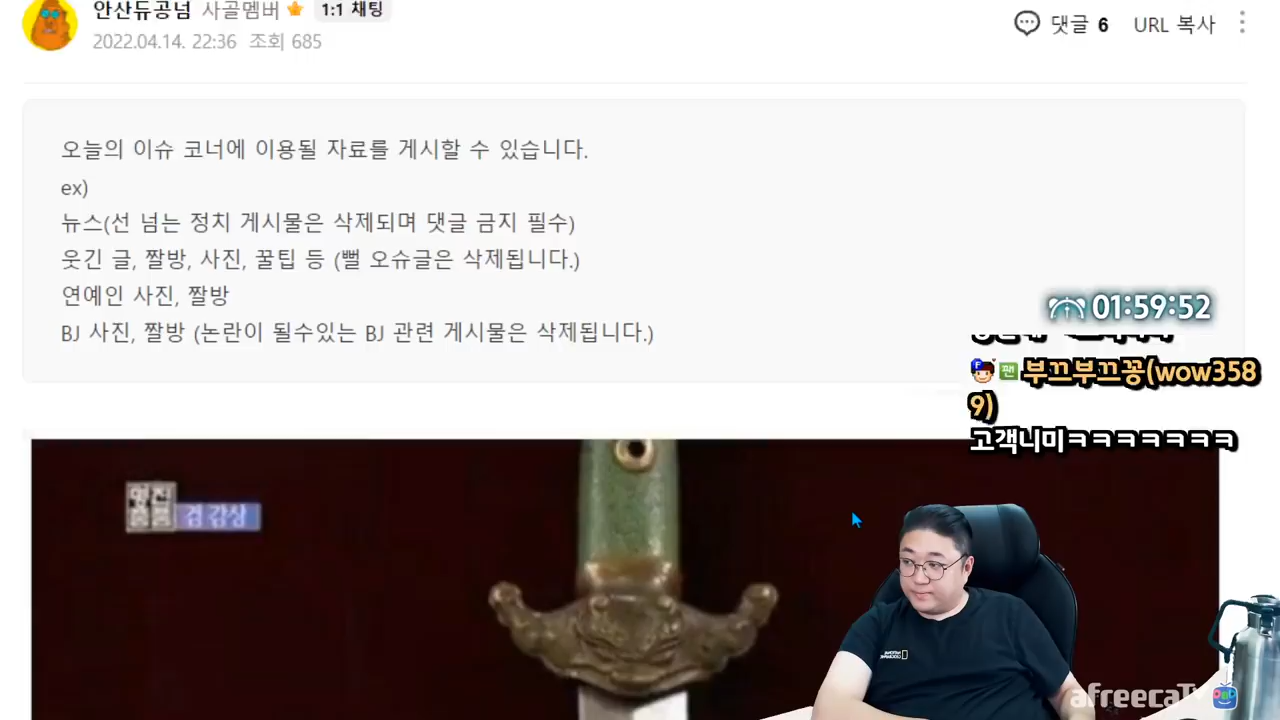 안산듀공넘 사골멤버 1:1 채팅
2022.04.14. 22:36 조회 685
댓글 6 URL 복사
오늘의 이슈 코너에 이용될 자료를 게시할 수 있습니다.
ex)
뉴스(선 넘는 정치 게시물은 삭제되며 댓글 금지 필수)
웃긴 글, 짤방, 사진, 꿀팁 등 (뻘 오슈글은 삭제됩니다.)
연예인 사진, 짤방
BJ 사진, 짤방 (논란이 될수있는 BJ 관련 게시물은 삭제됩니다.)
01:59:52
F 팬 부끄부끄꽁(wow358
9)
고객니미ㅋㅋㅋㅋㅋㅋㅋ
검 감상
afreecaTV